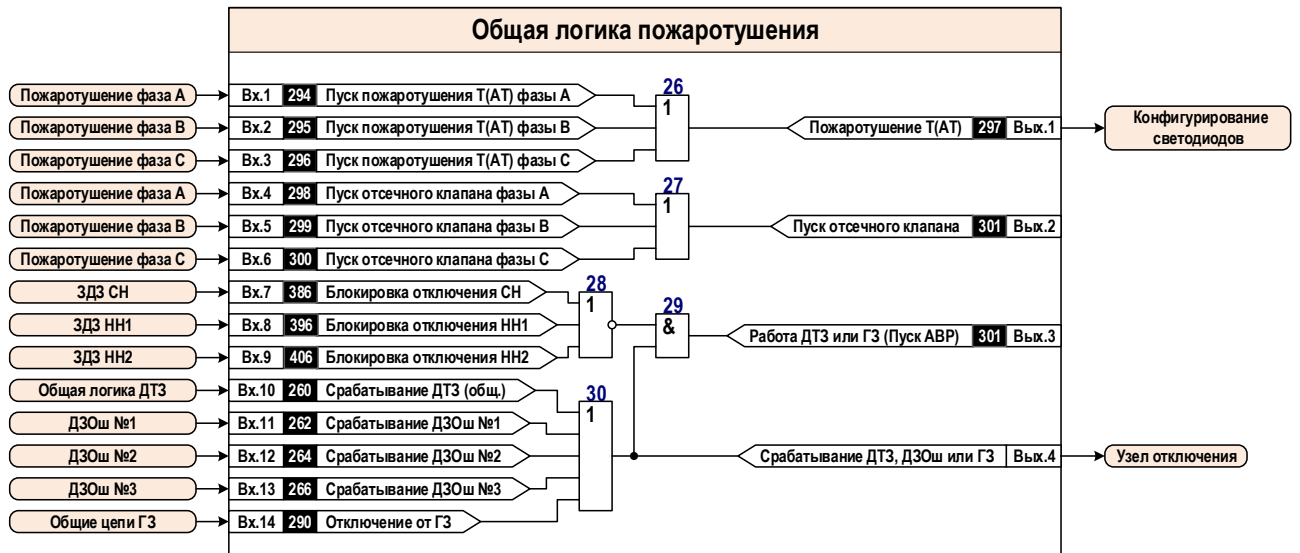 Общая логика пожаротушения
26
Пожаротушение фаза А Вх.1 294 Пуск пожаротушения Т(АТ) фазы А
1
Пожаротушение фаза В Вх.2 295 Пуск пожаротушения Т(АТ) фазы В
Пожаротушение Т(АТ) 297 Вых.1
Конфигурирование
светодиодов
Пожаротушение фаза С Вх.3 296 Пуск пожаротушения Т(АТ) фазы С
27
Пожаротушение фаза А Вх.4 298 Пуск отсечного клапана фазы А
1
Пожаротушение фаза В Вх.5 299 Пуск отсечного клапана фазы В
Пуск отсечного клапана 301 Вых.2
Пожаротушение фаза С Вх.6 300 Пуск отсечного клапана фазы С
28
ЗДЗ СН Вх.7 386 Блокировка отключения СН
1
29
&
ЗДЗ НН1 Вх.8 396 Блокировка отключения НН1
Работа ДТЗ или ГЗ (Пуск АВР) 301 Вых.3
ЗДЗ НН2 Вх.9 406 Блокировка отключения НН2
Общая логика ДТЗ Вх.10 260 Срабатывание ДТЗ (общ.)
30
1
ДЗОш №1 Вх.11 262 Срабатывание ДЗОш №1
ДЗОш №2 Вх.12 264 Срабатывание ДЗОш №2
Срабатывание ДТЗ, ДЗОш или ГЗ Вых.4
Узел отключения
ДЗОш №3 Вх.13 266 Срабатывание ДЗОш №3
Общие цепи ГЗ Вх.14 290 Отключение от ГЗ